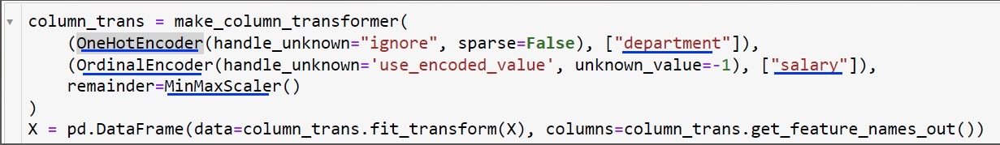 column_trans = make_column_transformer(
    (OneHotEncoder(handle_unknown="ignore", sparse=False), ["department"]),
    (OrdinalEncoder(handle_unknown='use_encoded_value', unknown_value=-1), ["salary"]),
    remainder=MinMaxScaler()
)
X = pd.DataFrame(data=column_trans.fit_transform(X), columns=column_trans.get_feature_names_out())